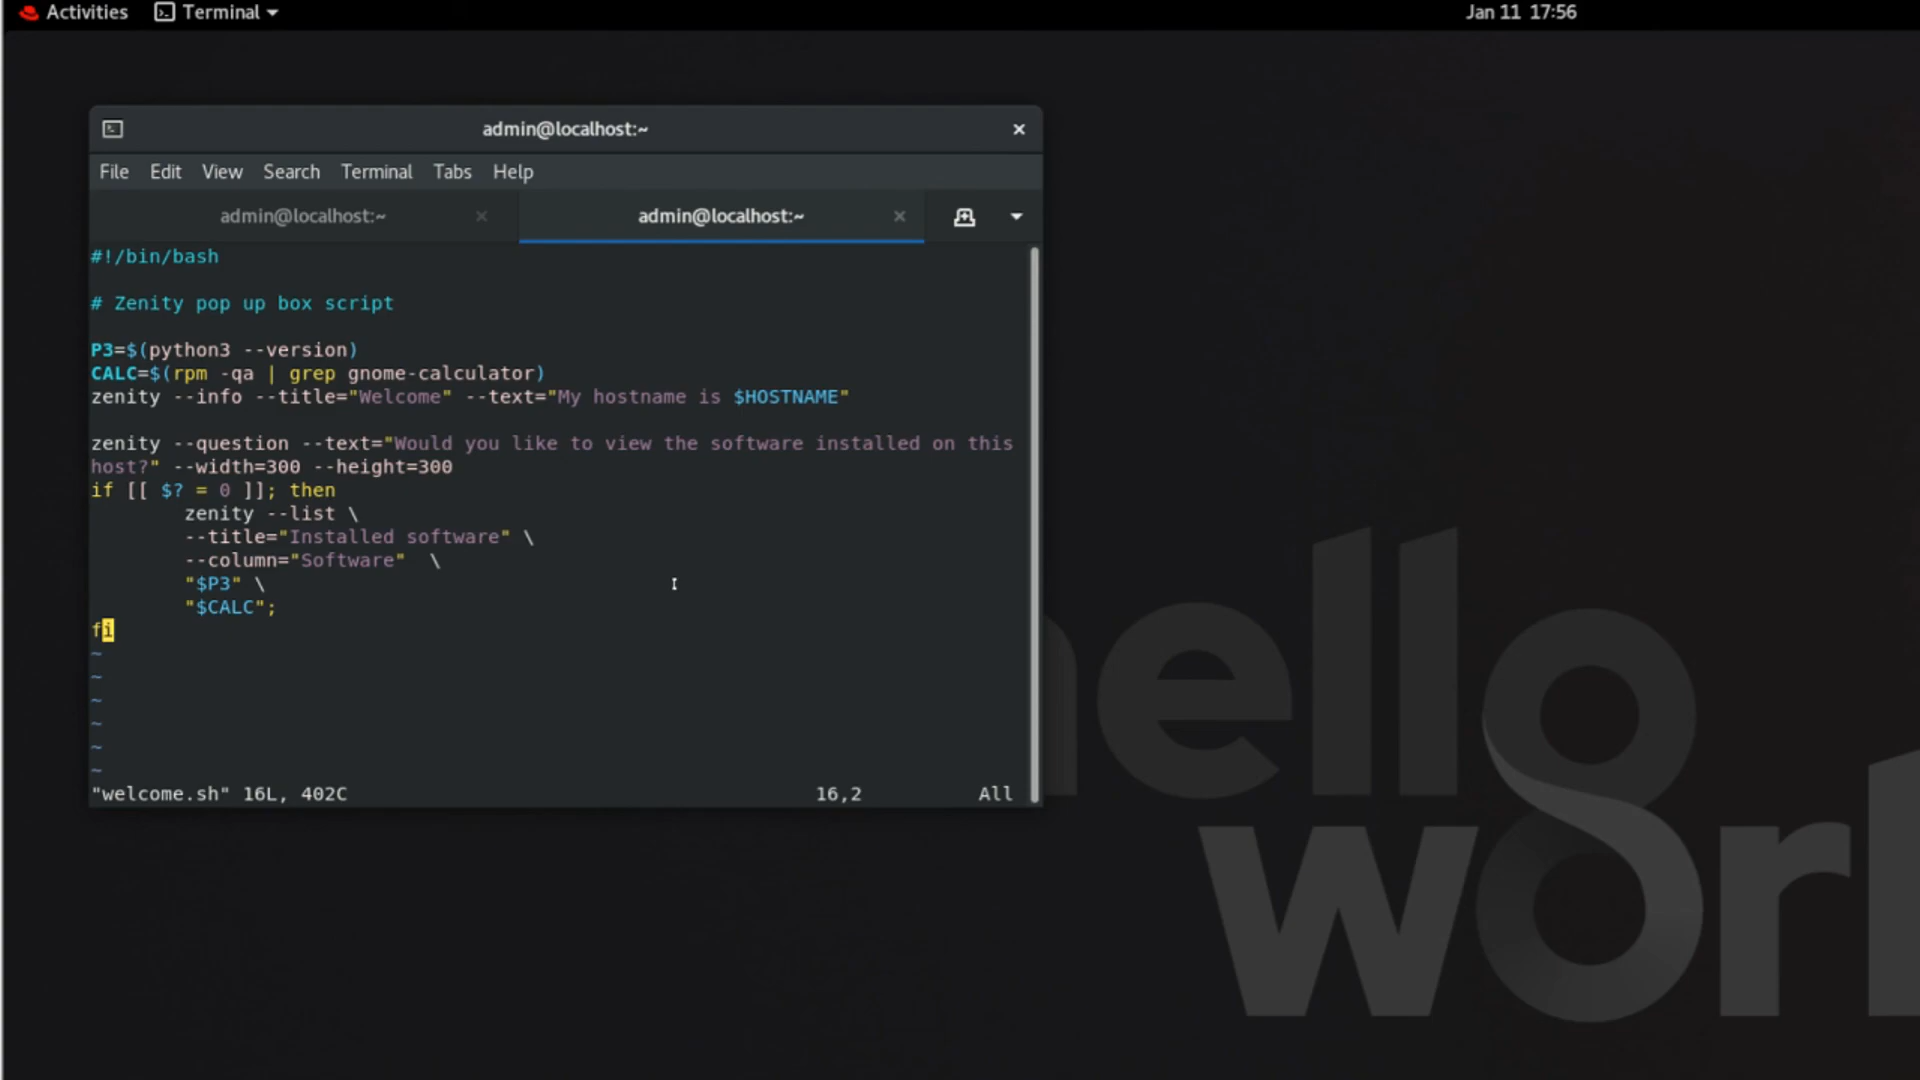 Activities Terminal Jan 11 17:56
admin@localhost:~
File Edit View Search Terminal Tabs Help
admin@localhost:~ admin@localhost:~
#!/bin/bash
# Zenity pop up box script
P3=$(python3 --version)
CALC=$(rpm -qa | grep gnome-calculator)
zenity --info --title="Welcome" --text="My hostname is $HOSTNAME"
zenity --question --text="Would you like to view the software installed on this
host?" --width=300 --height=300
if [[ $? = 0 ]]; then
        zenity --list \
        --title="Installed software" \
        --column="Software"  \
        "$P3" \
        "$CALC";
fi
~
~
~
~
~
~
"welcome.sh" 16L, 402C 16,2 All
hello
worl